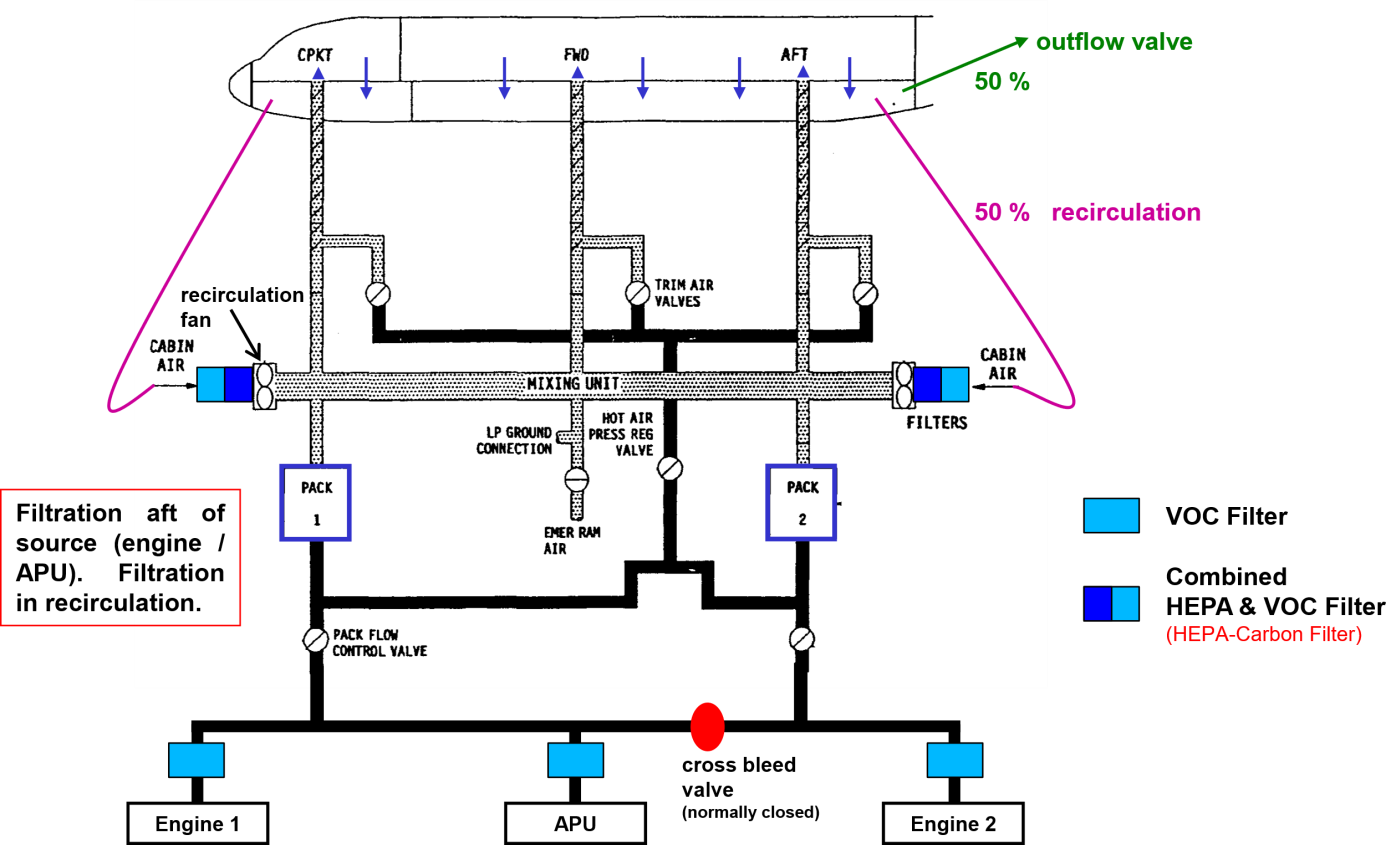 CPKT
FWD
AFT
outflow valve
50 %
50 % recirculation
recirculation
fan
TRIM AIR
VALVES
CABIN
AIR
CABIN
AIR
MIXING UNIT
FILTERS
LP GROUND
CONNECTION
HOT AIR
PRESS REG
VALVE
PACK
1
PACK
2
EMER RAM
AIR
Filtration aft of
source (engine /
APU). Filtration
in recirculation.
VOC Filter
Combined
HEPA & VOC Filter
(HEPA-Carbon Filter)
PACK FLOW
CONTROL VALVE
cross bleed
valve
(normally closed)
Engine 1
APU
Engine 2